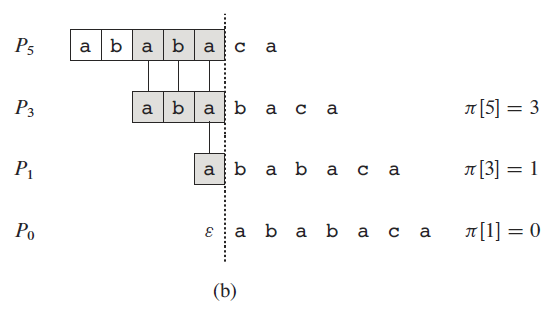 P5 a b a b a c a
P3 a b a b a c a π[5] = 3
P1 a b a b a c a π[3] = 1
P0 ε a b a b a c a π[1] = 0
(b)